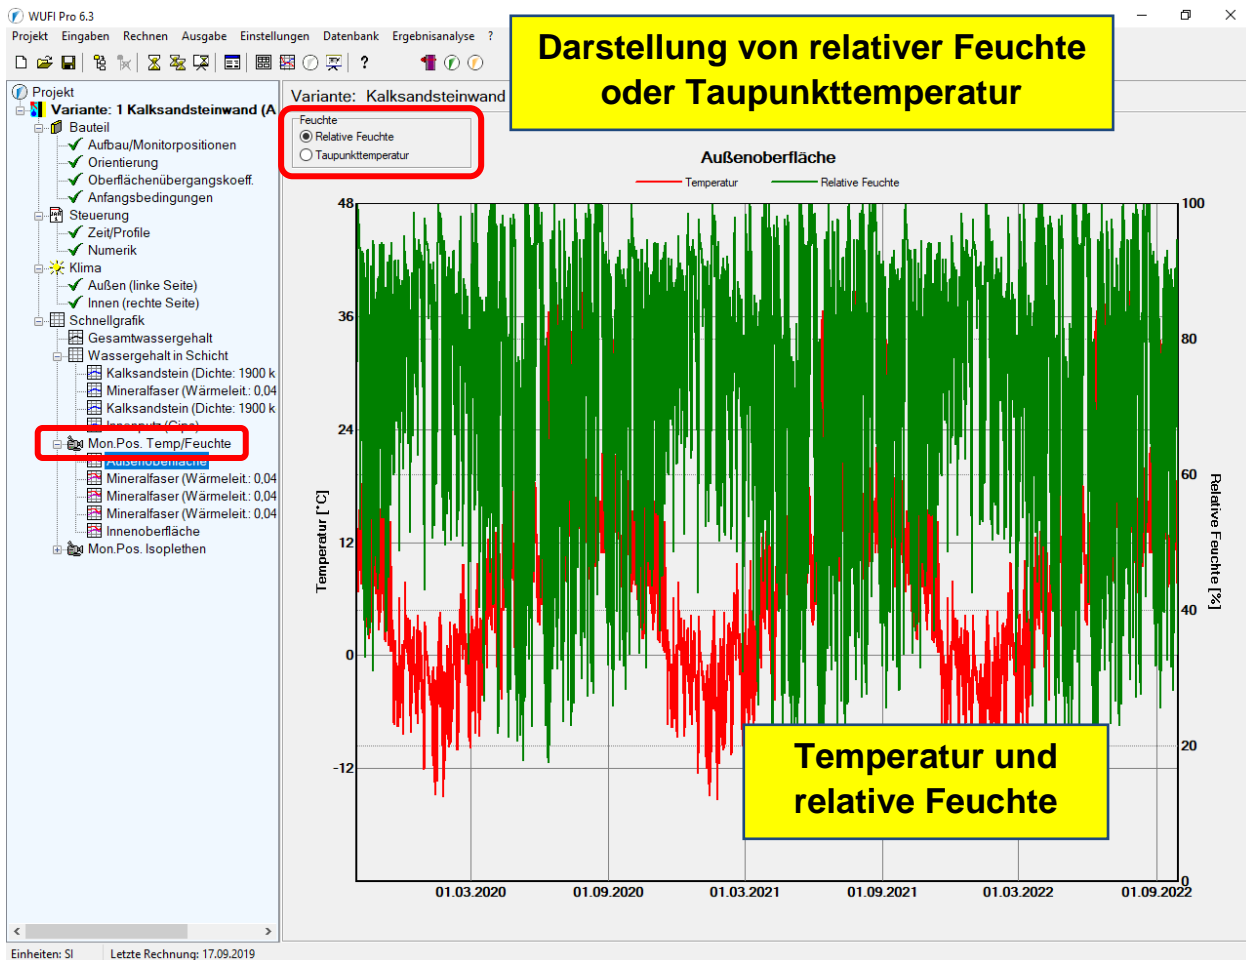 WUFI Pro 6.3
Projekt Eingaben Rechnen Ausgabe Einstellungen Datenbank Ergebnisanalyse ?
Darstellung von relativer Feuchte
oder Taupunkttemperatur
Projekt
Variante: 1 Kalksandsteinwand (A
Bauteil
Aufbau/Monitorpositionen
Orientierung
Oberflächenübergangskoeff.
Anfangsbedingungen
Steuerung
Zeit/Profile
Numerik
Klima
Außen (linke Seite)
Innen (rechte Seite)
Schnellgrafik
Gesamtwassergehalt
Wassergehalt in Schicht
Kalksandstein (Dichte: 1900 k
Mineralfaser (Wärmeleit.: 0,04
Kalksandstein (Dichte: 1900 k
Innenputz (Gips)
Mon.Pos. Temp/Feuchte
Außenoberfläche
Mineralfaser (Wärmeleit.: 0,04
Mineralfaser (Wärmeleit.: 0,04
Mineralfaser (Wärmeleit.: 0,04
Innenoberfläche
Mon.Pos. Isoplethen
Variante: Kalksandsteinwand
Feuchte
Relative Feuchte
Taupunkttemperatur
Außenoberfläche
Temperatur Relative Feuchte
48
36
24
12
0
-12
Temperatur [°C]
100
80
60
40
20
0
Relative Feuchte [%]
Temperatur und
relative Feuchte
01.03.2020 01.09.2020 01.03.2021 01.09.2021 01.03.2022 01.09.2022
Einheiten: SI Letzte Rechnung: 17.09.2019